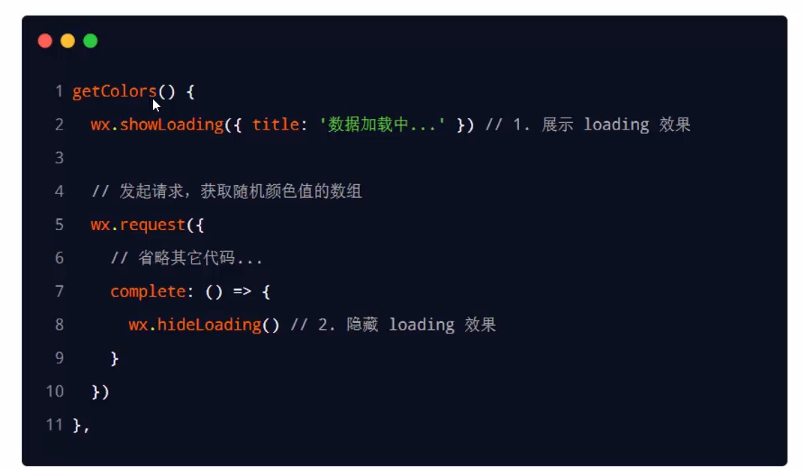 1 getColors() {
2 wx.showLoading({ title: '数据加载中...' }) // 1. 展示 loading 效果
3
4 // 发起请求，获取随机颜色值的数组
5 wx.request({
6 // 省略其它代码...
7 complete: () => {
8 wx.hideLoading() // 2. 隐藏 loading 效果
9 }
10 })
11 },